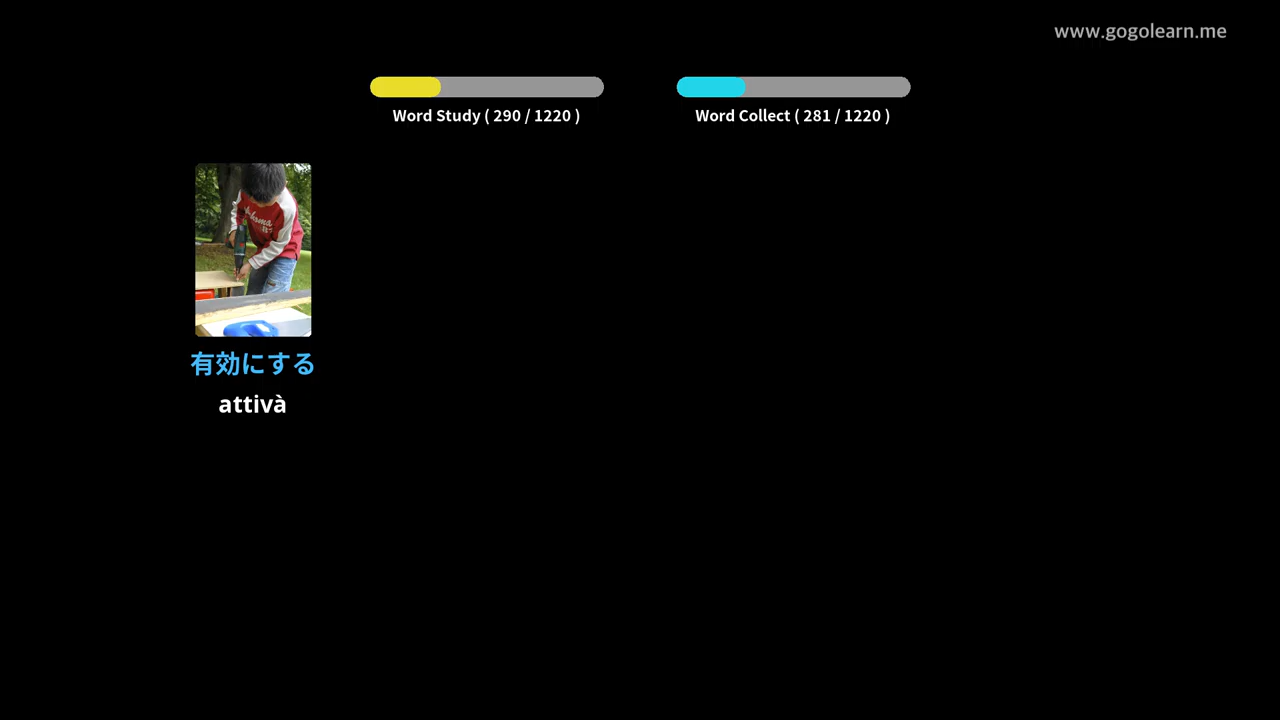 www.gogolearn.me
Word Study ( 290 / 1220 )
Word Collect ( 281 / 1220 )
有効にする
attivà